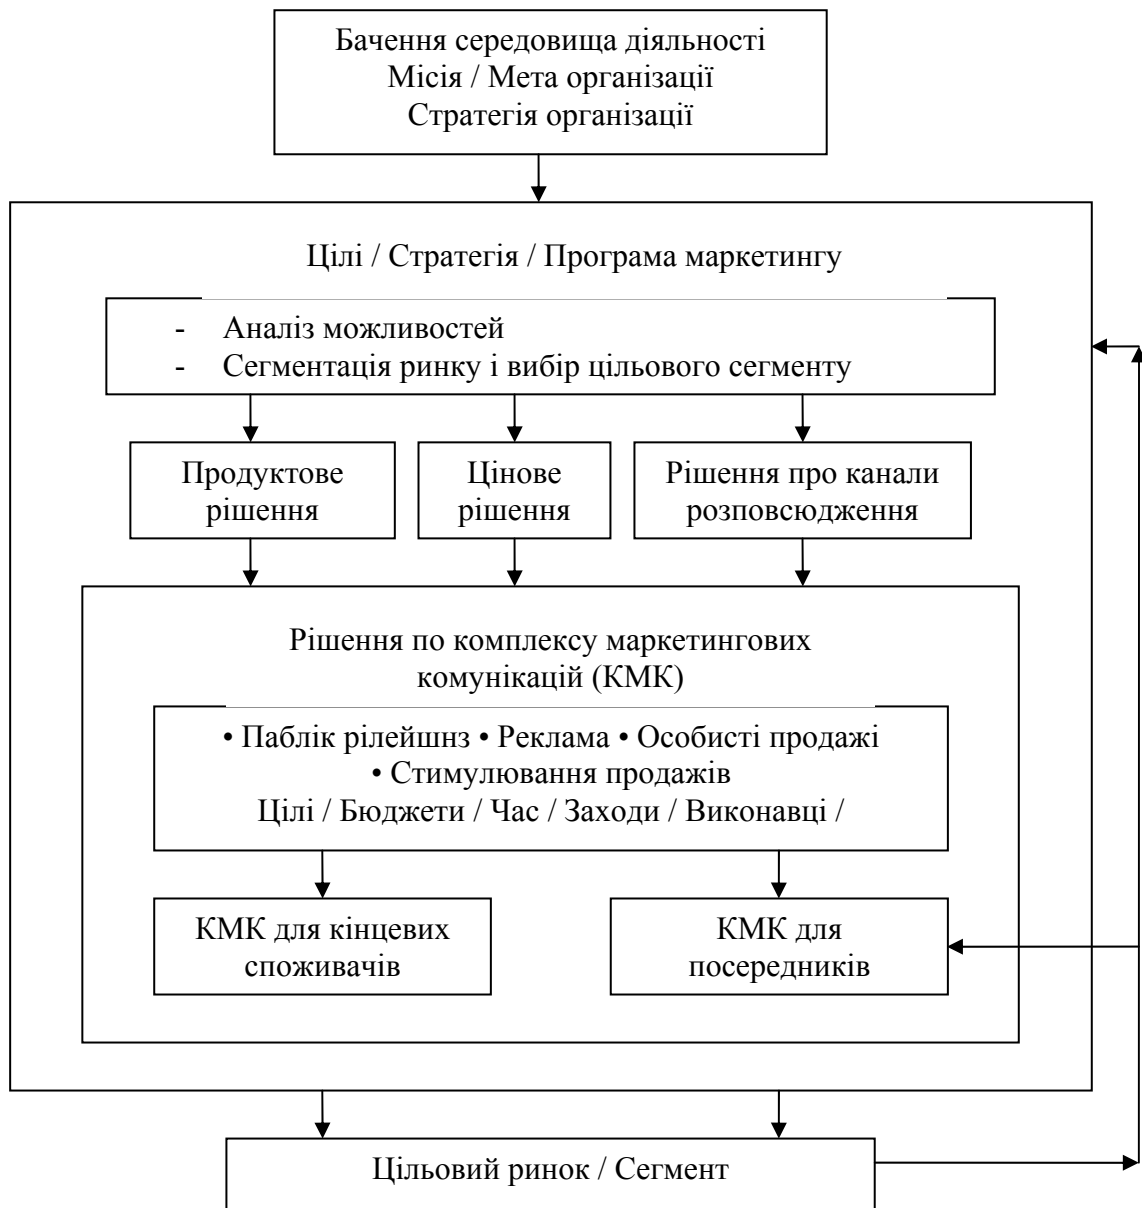 Бачення середовища діяльності
Місія / Мета організації
Стратегія організації
Цілі / Стратегія / Програма маркетингу
- Аналіз можливостей
- Сегментація ринку і вибір цільового сегменту
Продуктове
рішення
Цінове
рішення
Рішення про канали
розповсюдження
Рішення по комплексу маркетингових
комунікацій (КМК)
• Паблік рілейшнз • Реклама • Особисті продажі
• Стимулювання продажів
Цілі / Бюджети / Час / Заходи / Виконавці /
КМК для кінцевих
споживачів
КМК для
посередників
Цільовий ринок / Сегмент